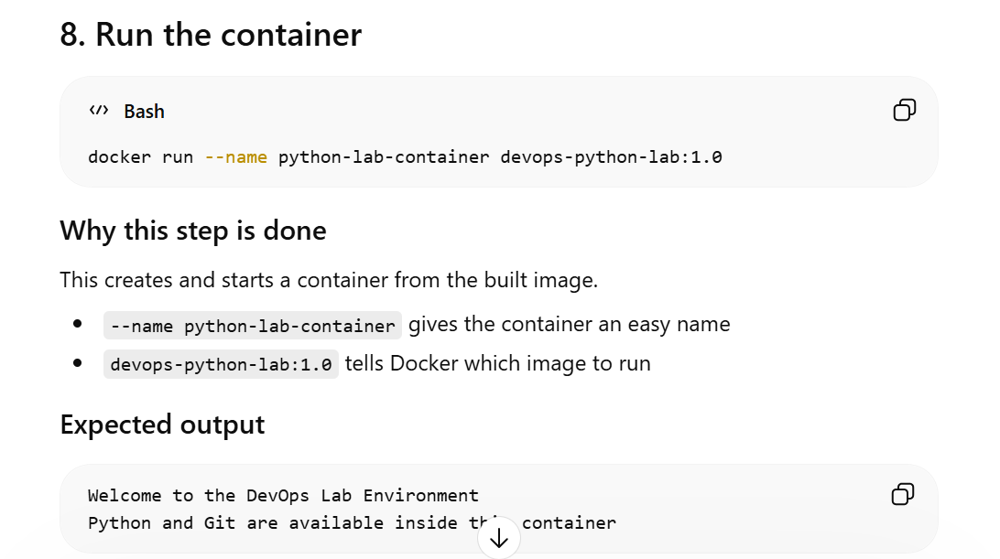 8. Run the container
Bash
docker run --name python-lab-container devops-python-lab:1.0
Why this step is done
This creates and starts a container from the built image.
--name python-lab-container gives the container an easy name
devops-python-lab:1.0 tells Docker which image to run
Expected output
Welcome to the DevOps Lab Environment
Python and Git are available inside container